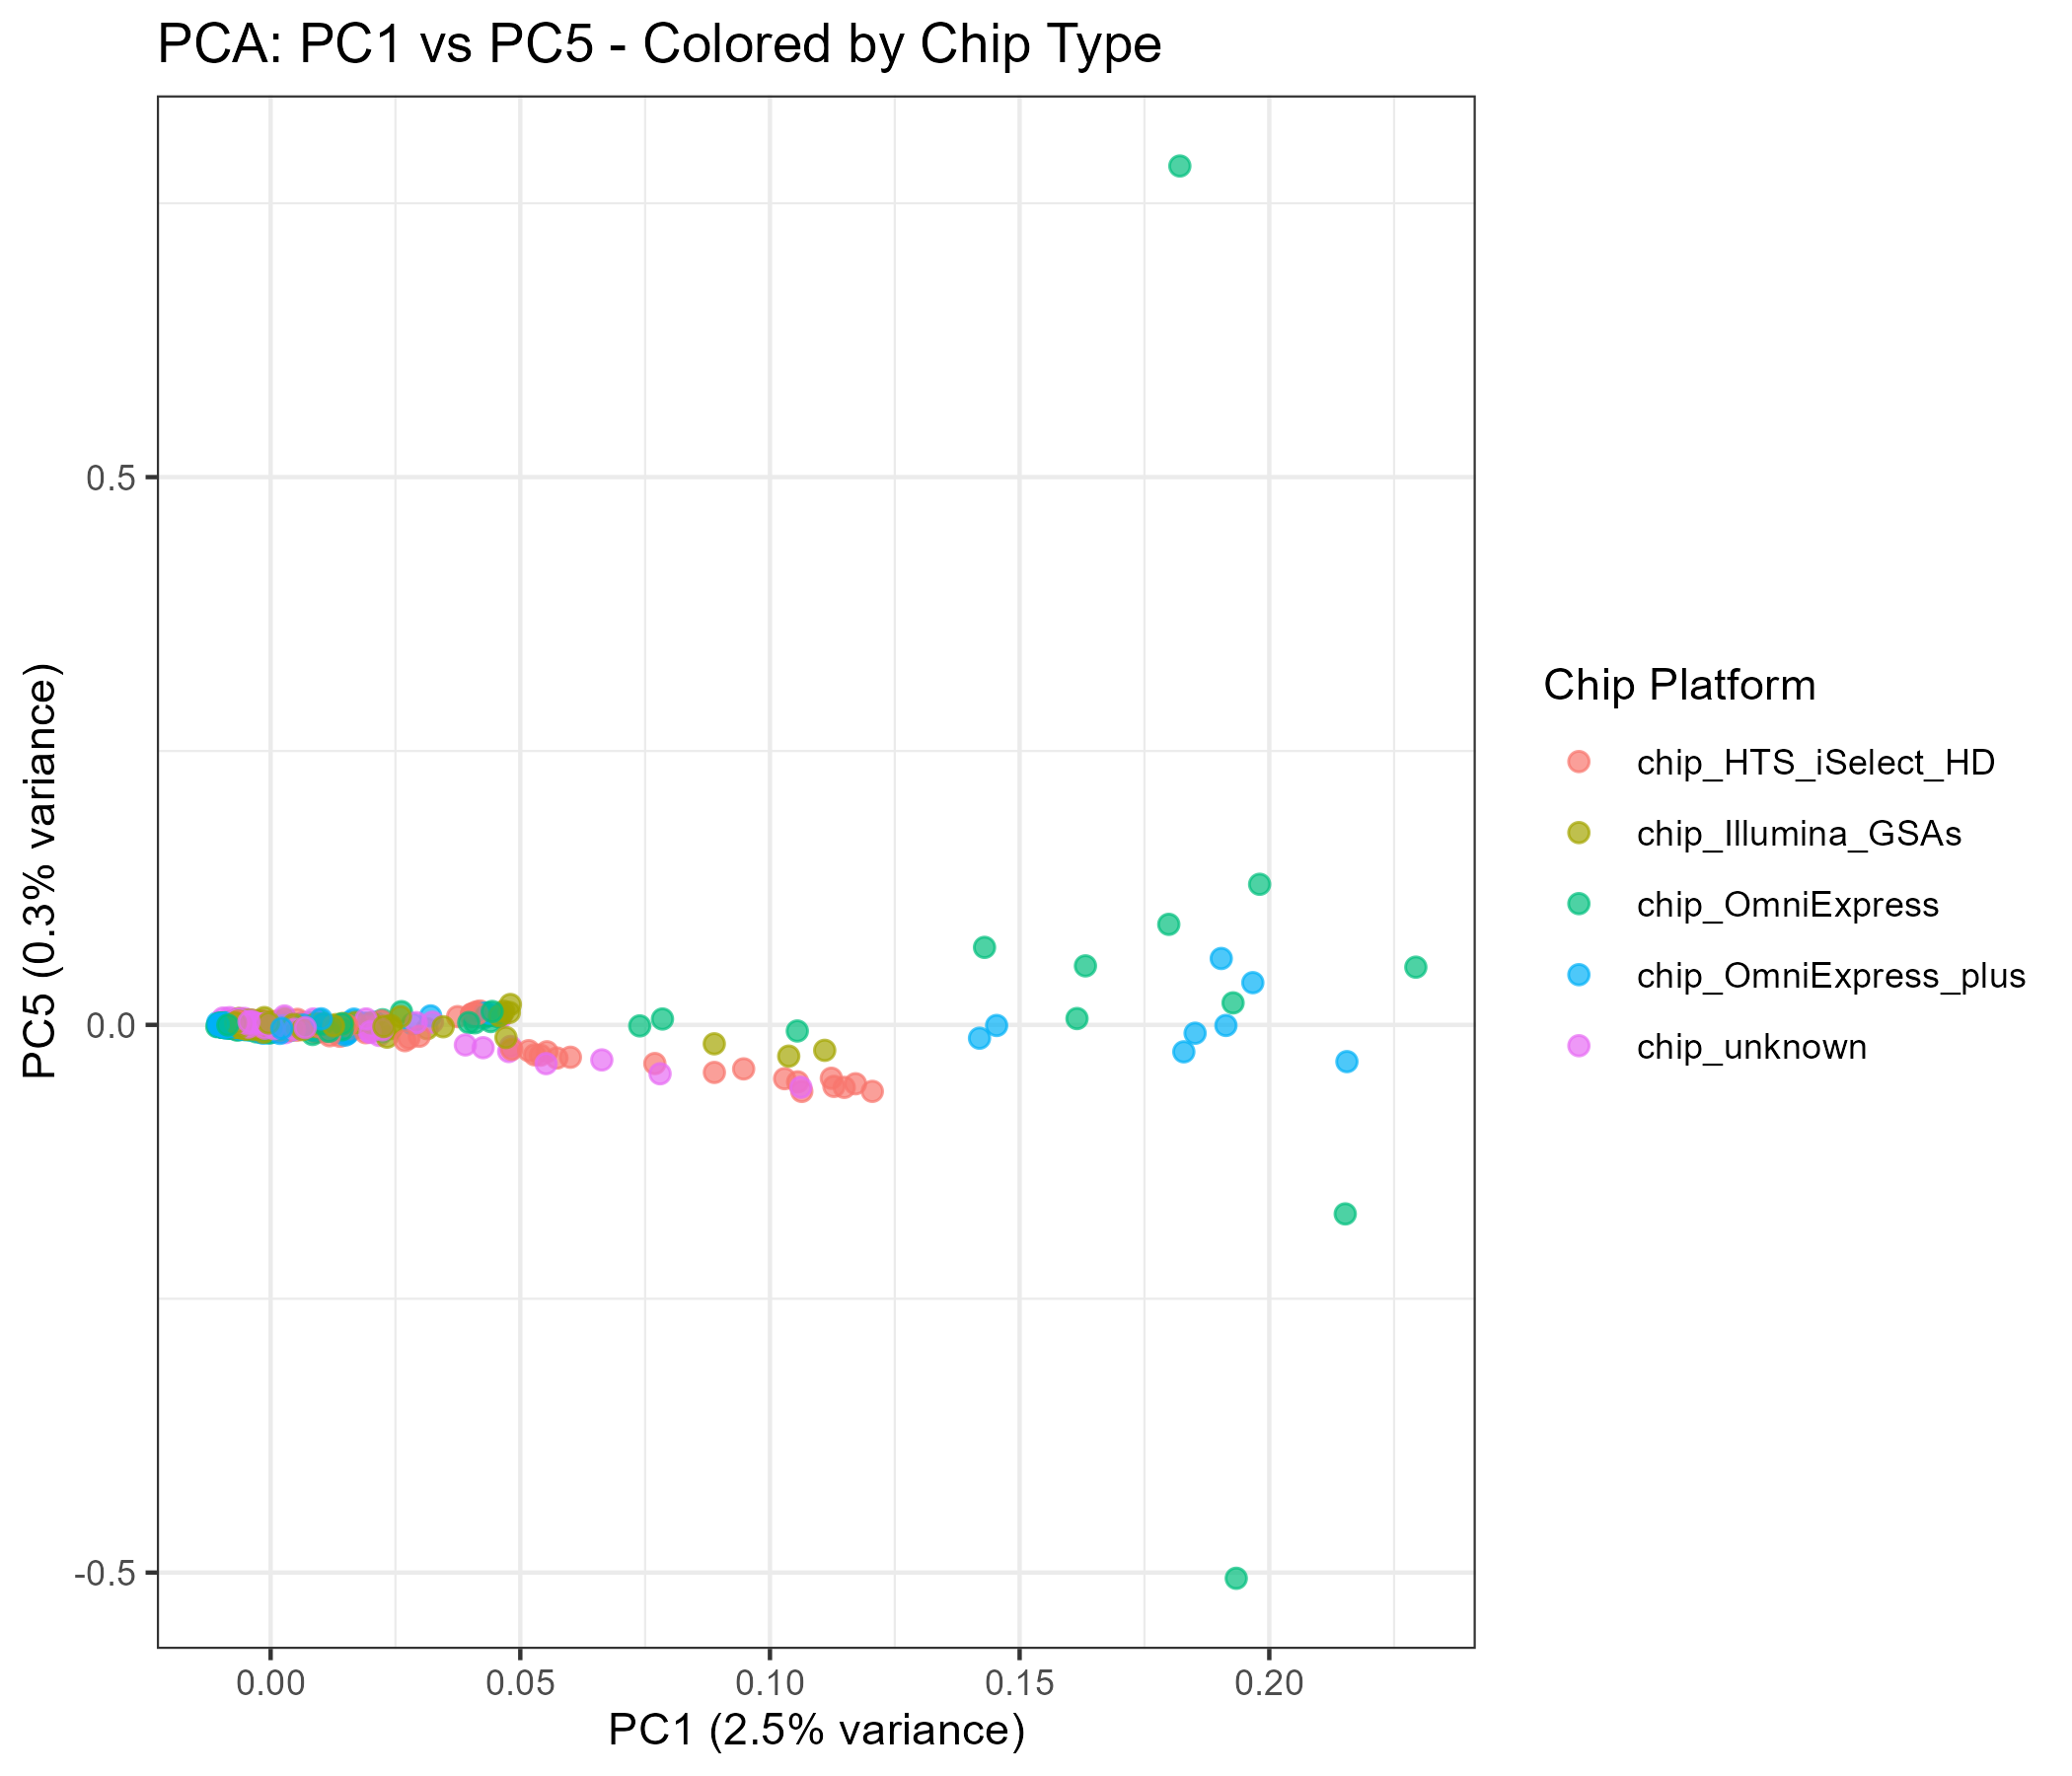 PCA: PC1 vs PC5 - Colored by Chip Type
PC5 (0.3% variance)
0.5
0.0
-0.5
0.00
0.05
0.10
0.15
0.20
PC1 (2.5% variance)
Chip Platform
chip_HTS_iSelect_HD
chip_Illumina_GSAs
chip_OmniExpress
chip_OmniExpress_plus
chip_unknown